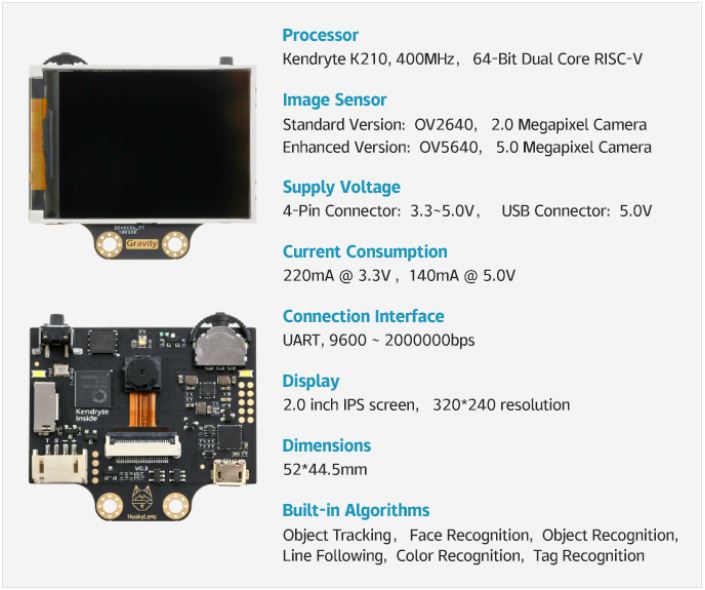 Processor
Kendryte K210, 400MHz, 64-Bit Dual Core RISC-V
Image Sensor
Standard Version: OV2640, 2.0 Megapixel Camera
Enhanced Version: OV5640, 5.0 Megapixel Camera
Supply Voltage
4-Pin Connector: 3.3~5.0V, USB Connector: 5.0V
Gravity
Current Consumption
220mA @ 3.3V , 140mA @ 5.0V
Connection Interface
UART, 9600 ~ 2000000bps
Display
2.0 inch IPS screen, 320*240 resolution
Kendryte
Inside
Dimensions
52*44.5mm
V0.3
HuskyLens
Built-in Algorithms
Object Tracking, Face Recognition, Object Recognition,
Line Following, Color Recognition, Tag Recognition